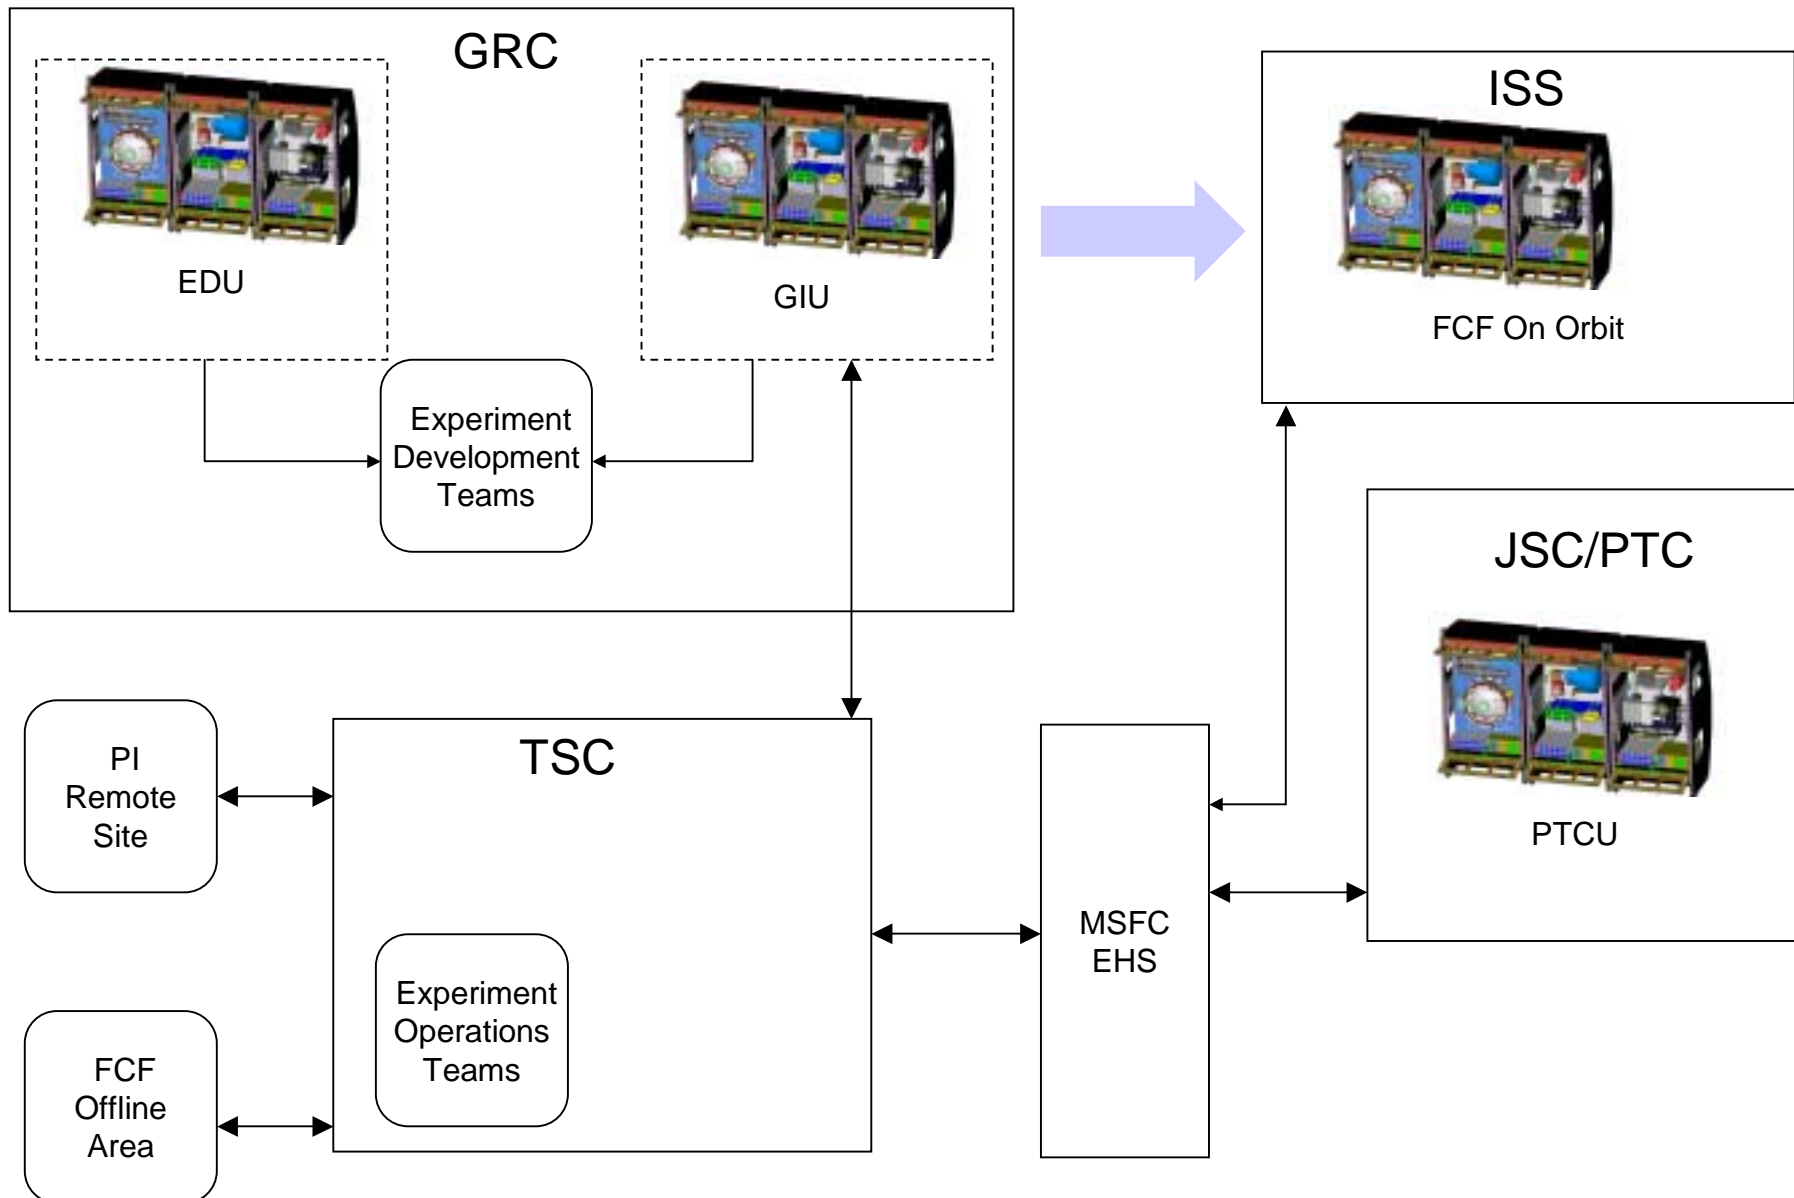 GRC
EDU
GIU
Experiment
Development
Teams
ISS
FCF On Orbit
JSC/PTC
PTCU
PI
Remote
Site
TSC
Experiment
Operations
Teams
FCF
Offline
Area
MSFC
EHS